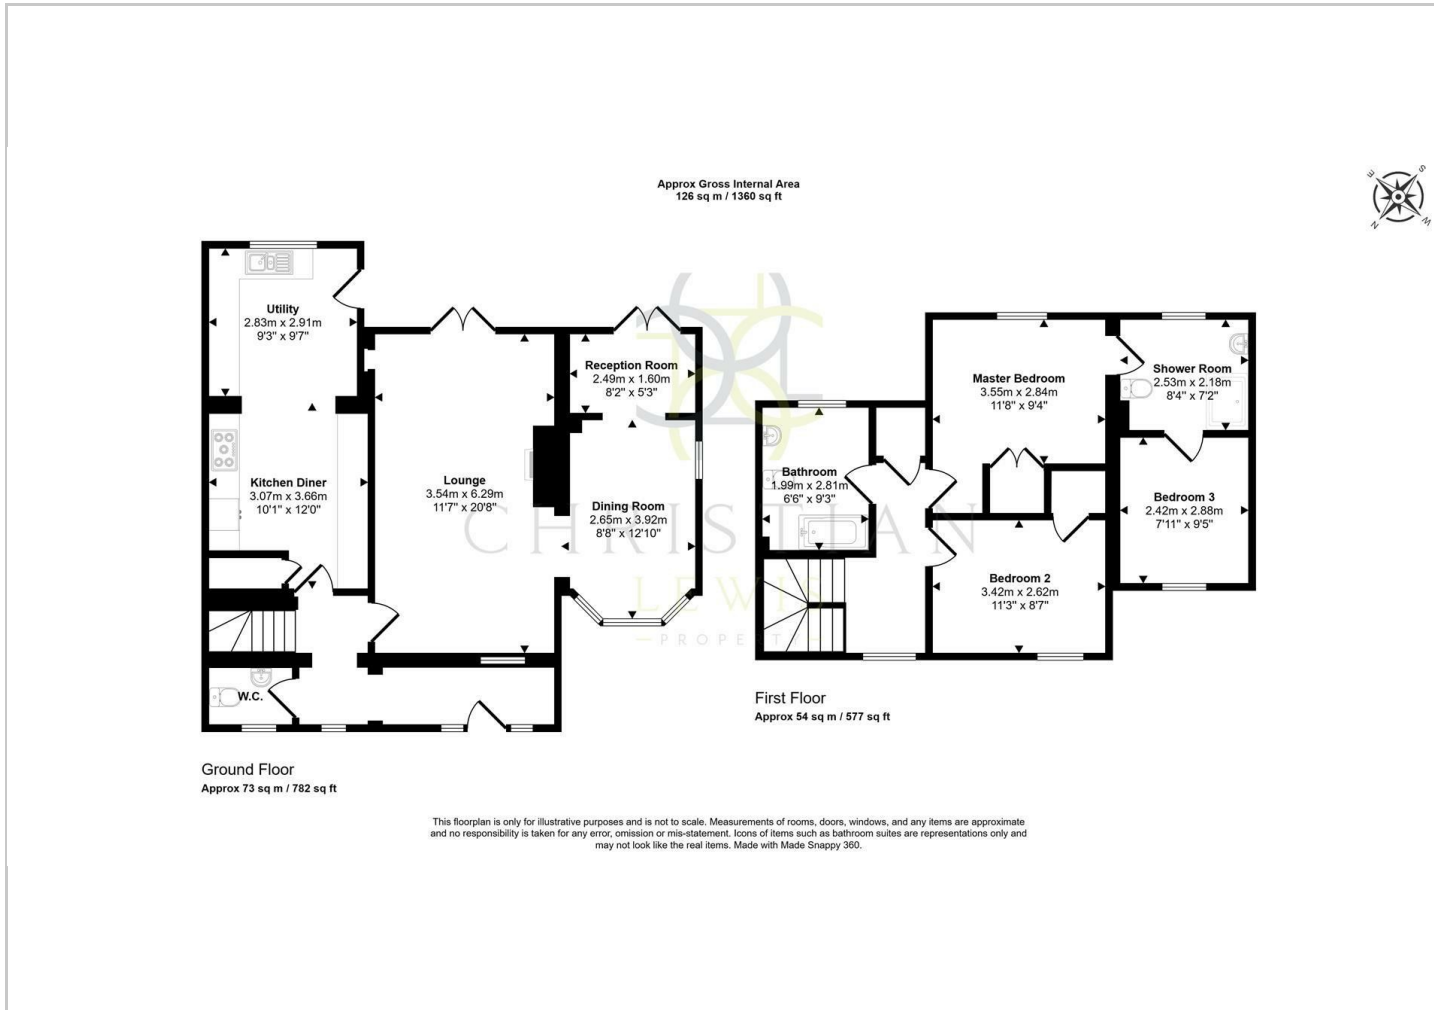 Approx Gross Internal Area
126 sq m / 1360 sq ft
S
E
W
N
Utility
2.83m x 2.91m
9'3" x 9'7"
Kitchen Diner
3.07m x 3.66m
10'1" x 12'0"
Lounge
3.54m x 6.29m
11'7" x 20'8"
Reception Room
2.49m x 1.60m
8'2" x 5'3"
Dining Room
2.65m x 3.92m
8'8" x 12'10"
W.C.
Ground Floor
Approx 73 sq m / 782 sq ft
Master Bedroom
3.55m x 2.84m
11'8" x 9'4"
Shower Room
2.53m x 2.18m
8'4" x 7'2"
Bathroom
1.99m x 2.81m
6'6" x 9'3"
Bedroom 3
2.42m x 2.88m
7'11" x 9'5"
Bedroom 2
3.42m x 2.62m
11'3" x 8'7"
First Floor
Approx 54 sq m / 577 sq ft
CHRISTIAN
LEWIS
PROPERTY
This floorplan is only for illustrative purposes and is not to scale. Measurements of rooms, doors, windows, and any items are approximate
and no responsibility is taken for any error, omission or mis-statement. Icons of items such as bathroom suites are representations only and
may not look like the real items. Made with Made Snappy 360.